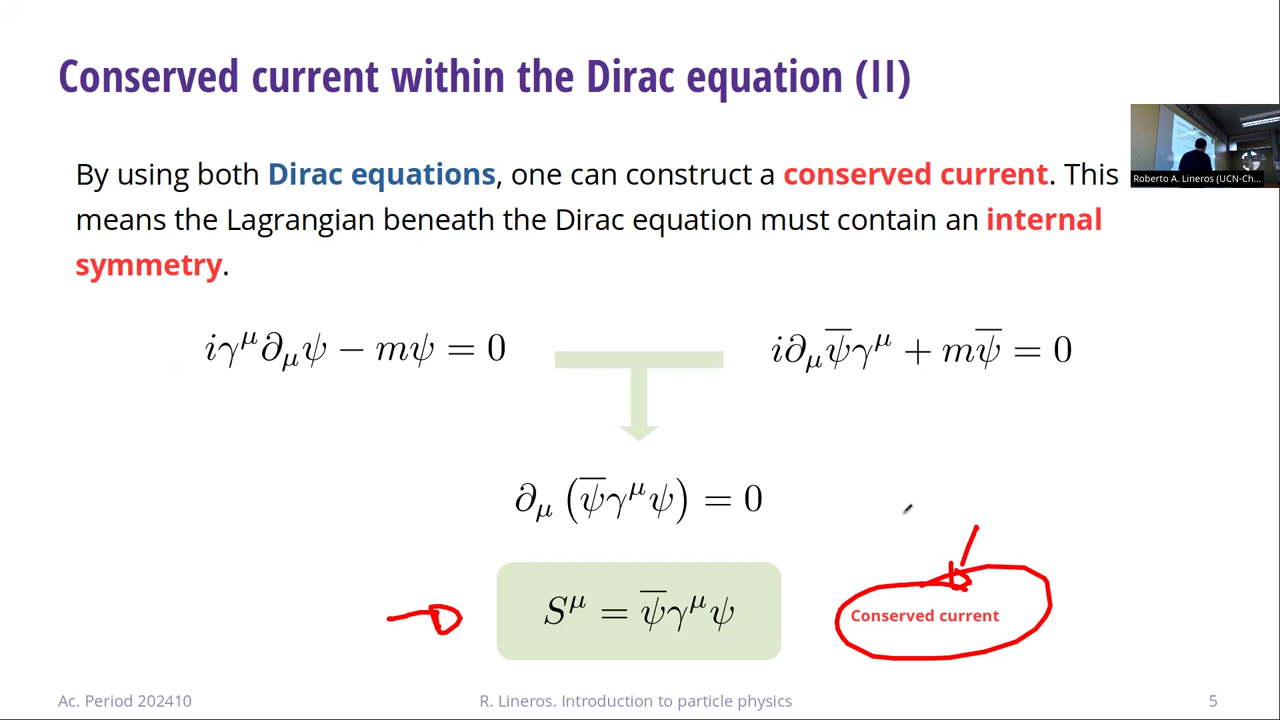 Conserved current within the Dirac equation (II)
By using both Dirac equations, one can construct a conserved current. This
means the Lagrangian beneath the Dirac equation must contain an internal
symmetry.
Roberto A. Lineros (UCN-Ch...
iγ^μ∂_μψ − mψ = 0
i∂_μψ̅γ^μ + mψ̅ = 0
∂_μ (ψ̅γ^μψ) = 0
S^μ = ψ̅γ^μψ
Conserved current
Ac. Period 202410
R. Lineros. Introduction to particle physics
5